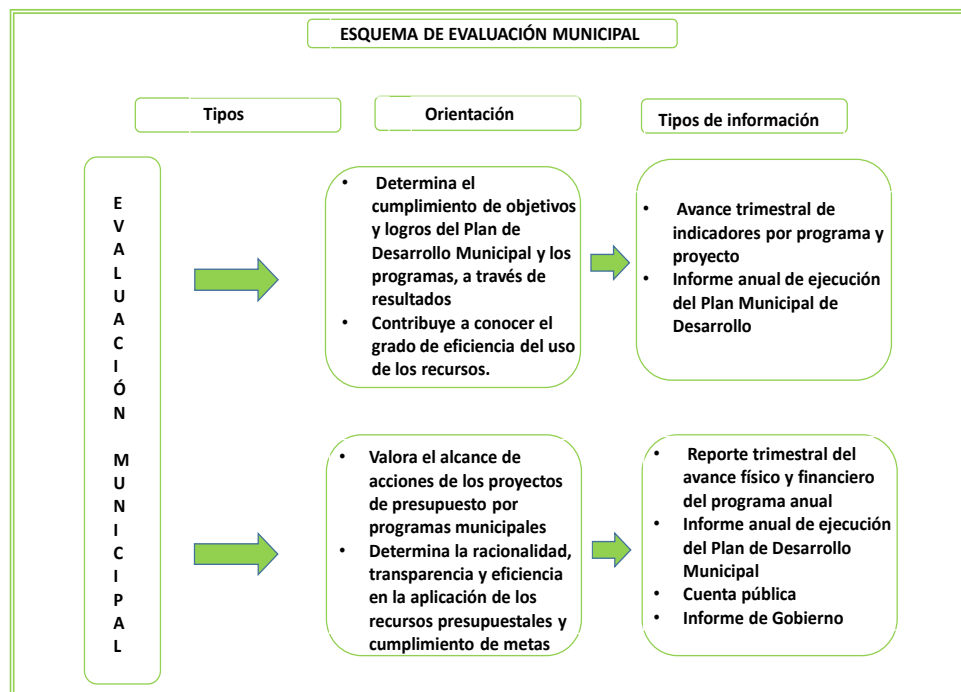 ESQUEMA DE EVALUACIÓN MUNICIPAL
Tipos
Orientación
Tipos de información
EVALUACIÓN MUNICIPAL
• Determina el
cumplimiento de objetivos
y logros del Plan de
Desarrollo Municipal y los
programas, a través de
resultados
• Contribuye a conocer el
grado de eficiencia del uso
de los recursos.
• Avance trimestral de
indicadores por programa y
proyecto
• Informe anual de ejecución
del Plan Municipal de
Desarrollo
• Valora el alcance de
acciones de los proyectos
de presupuesto por
programas municipales
• Determina la racionalidad,
transparencia y eficiencia
en la aplicación de los
recursos presupuestales y
cumplimiento de metas
• Reporte trimestral del
avance físico y financiero
del programa anual
• Informe anual de ejecución
del Plan de Desarrollo
Municipal
• Cuenta pública
• Informe de Gobierno